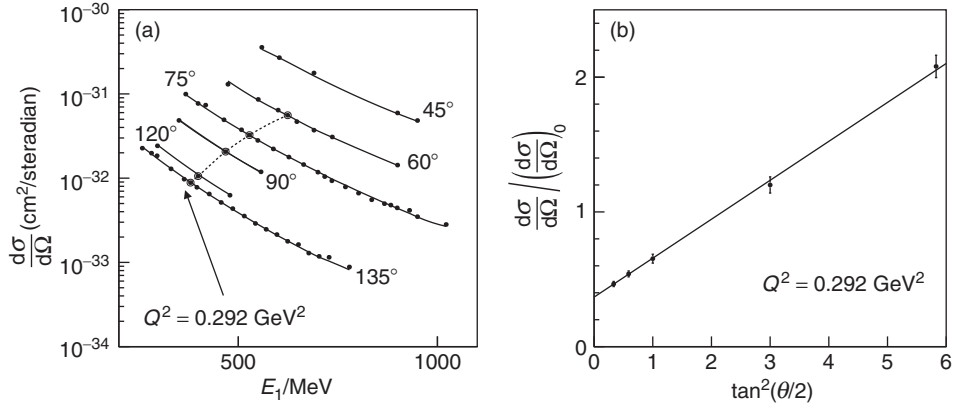 (a)
10⁻³⁰
10⁻³¹
10⁻³²
10⁻³³
10⁻³⁴
dσ/dΩ (cm²/steradian)
75°
120°
45°
60°
90°
135°
Q² = 0.292 GeV²
500
1000
E₁/MeV
(b)
2
1
0
dσ/dΩ / (dσ/dΩ)₀
Q² = 0.292 GeV²
0 1 2 3 4 5 6
tan²(θ/2)